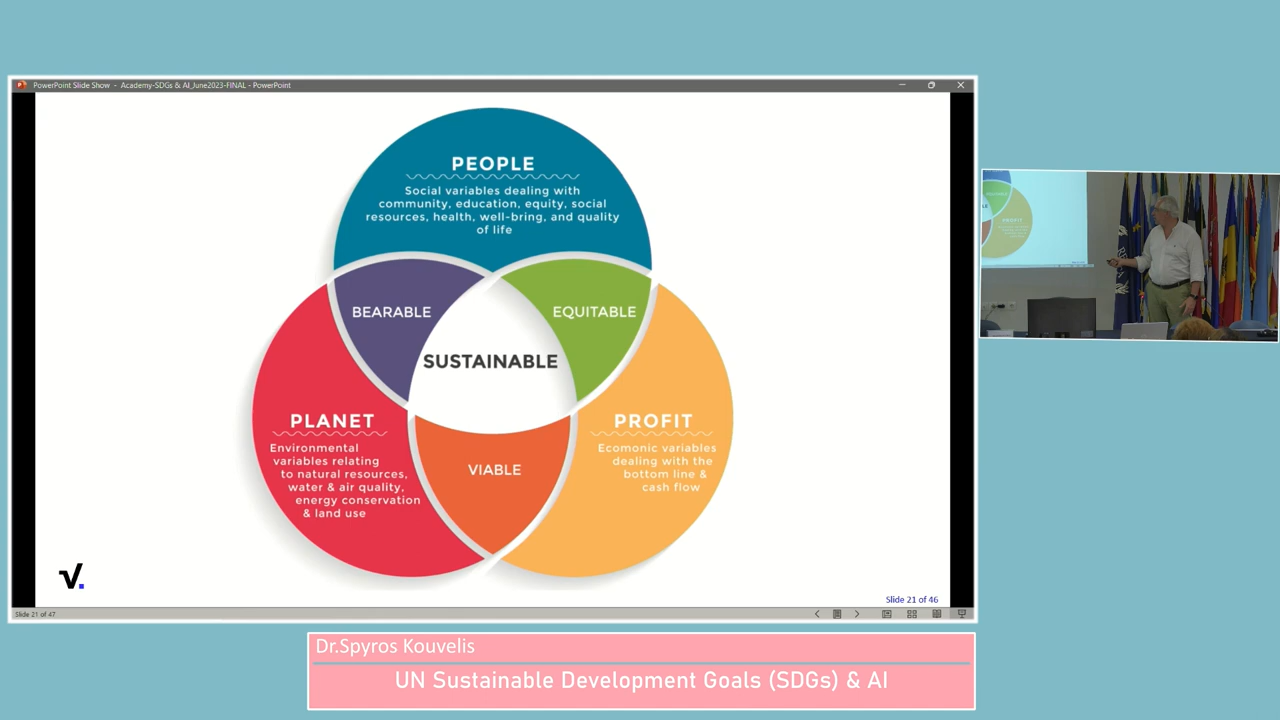 PowerPoint Slide Show - Academy-SDGs & AI_June2023-FINAL - PowerPoint
PEOPLE
Social variables dealing with
community, education, equity, social
resources, health, well-bring, and quality
of life
BEARABLE
EQUITABLE
SUSTAINABLE
PLANET
Environmental
variables relating
to natural resources,
water & air quality,
energy conservation
& land use
PROFIT
Ecomonic variables
dealing with the
bottom line &
cash flow
VIABLE
√.
Slide 21 of 46
Slide 21 of 47
Dr.Spyros Kouvelis
UN Sustainable Development Goals (SDGs) & AI